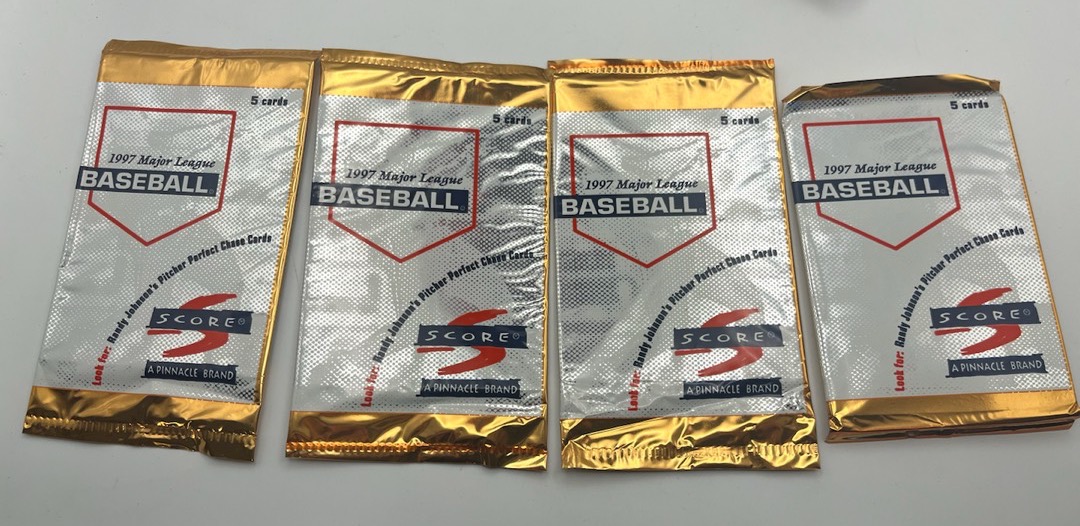 5 cards
1997 Major League
BASEBALL
Look for: Randy Johnson's Pitcher Perfect Chase Cards
SCORE®
A PINNACLE BRAND
5 cards
1997 Major League
BASEBALL
Look for: Randy Johnson's Pitcher Perfect Chase Cards
SCORE®
A PINNACLE BRAND
5 cards
1997 Major League
BASEBALL
Look for: Randy Johnson's Pitcher Perfect Chase Cards
SCORE®
A PINNACLE BRAND
5 cards
1997 Major League
BASEBALL
Look for: Randy Johnson's Pitcher Perfect Chase Cards
SCORE®
A PINNACLE BRAND